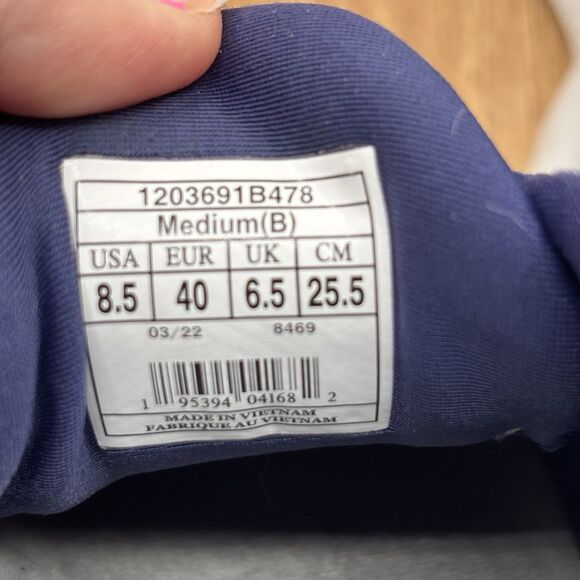 1203691B478
Medium(B)
USA EUR UK CM
8.5 40 6.5 25.5
03/22 8469
1 95394 04168 2
MADE IN VIETNAM
FABRIQUE AU VIETNAM